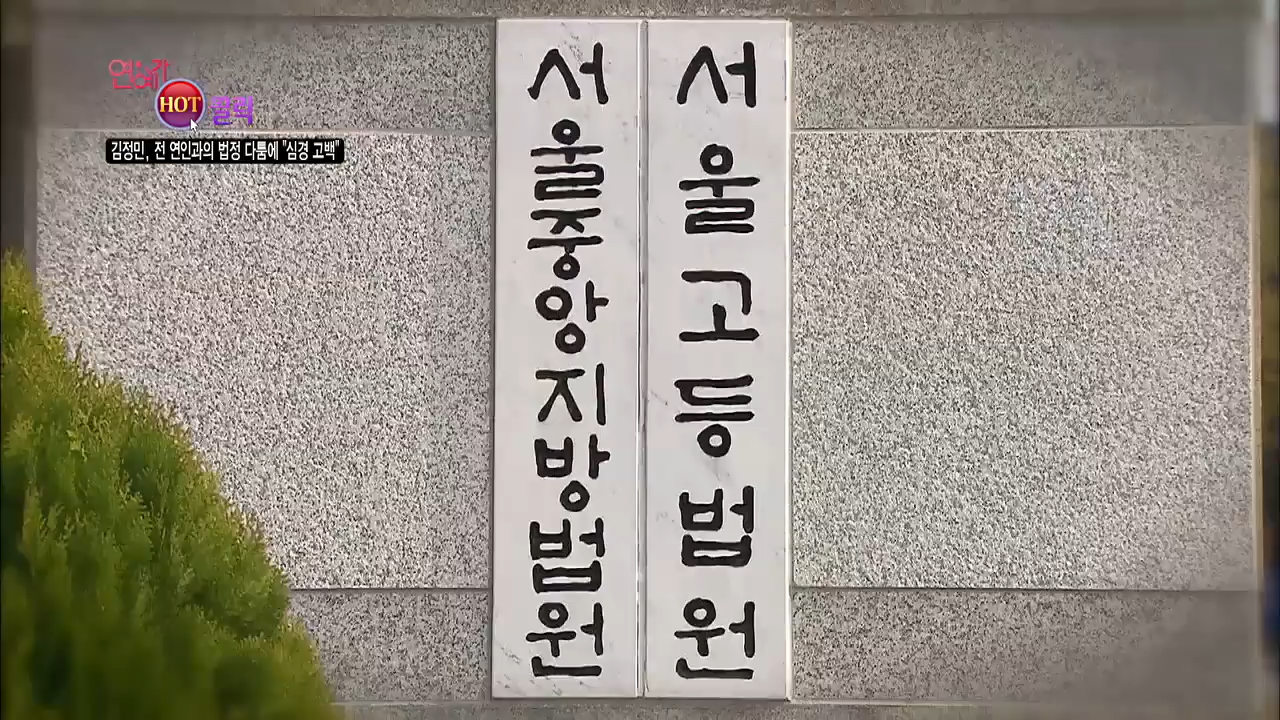 연예가
HOT
클릭
김정민, 전 연인과의 법정 다툼에 "심경 고백"
서울중앙지방법원
서울고등법원